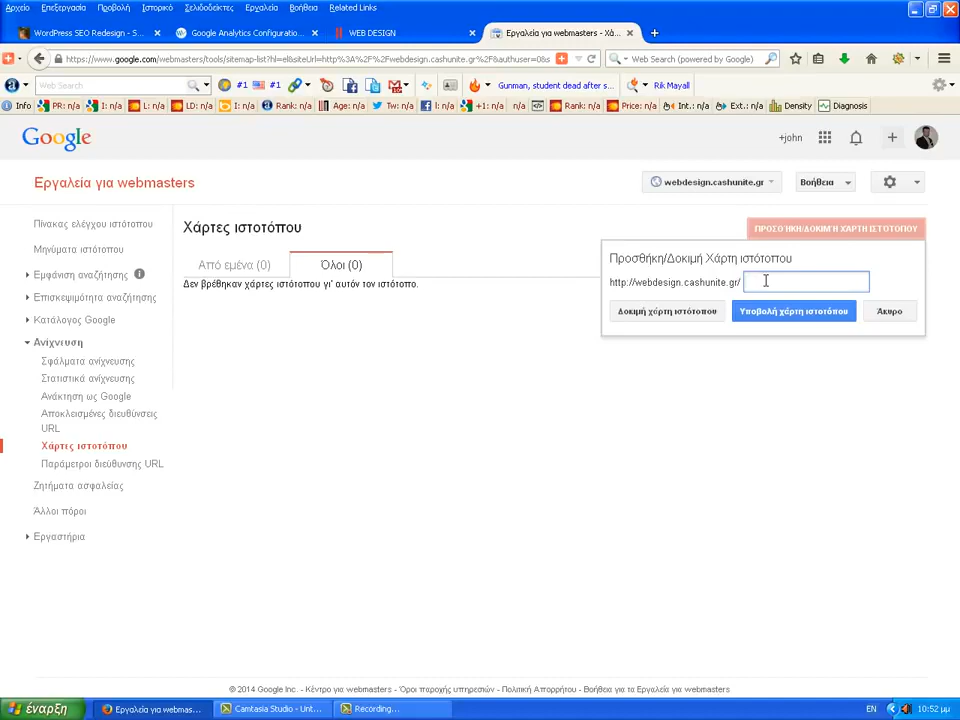 Αρχείο Επεξεργασία Προβολή Ιστορικό Σελιδοδείκτες Εργαλεία Βοήθεια Related Links
WordPress SEO Redesign - S... × Google Analytics Configuratio... × WEB DESIGN × Εργαλεία για webmasters - Χά... × +
https://www.google.com/webmasters/tools/sitemap-list?hl=el&siteUrl=http%3A%2F%2Fwebdesign.cashunite.gr%2F&authuser=0&s Web Search (powered by Google)
Web Search #1 #1 Gunman, student dead after s... Rik Mayall
Info PR: n/a I: n/a L: n/a LD: n/a I: n/a Rank: n/a Age: n/a Tw: n/a I: n/a +1: n/a n/a Rank: n/a Price: n/a Int.: n/a Ext.: n/a Density Diagnosis
Google +john
Εργαλεία για webmasters webdesign.cashunite.gr Βοήθεια
Πίνακας ελέγχου ιστότοπου
Μηνύματα ιστότοπου
Εμφάνιση αναζήτησης i
Επισκεψιμότητα αναζήτησης
Κατάλογος Google
Ανίχνευση
Σφάλματα ανίχνευσης
Στατιστικά ανίχνευσης
Ανάκτηση ως Google
Αποκλεισμένες διευθύνσεις
URL
Χάρτες ιστοτόπου
Παράμετροι διεύθυνσης URL
Ζητήματα ασφαλείας
Άλλοι πόροι
Εργαστήρια
Χάρτες ιστοτόπου
ΠΡΟΣΘΉΚΗ/ΔΟΚΙΜΉ ΧΆΡΤΗ ΙΣΤΟΤΌΠΟΥ
Από εμένα (0) Όλοι (0)
Δεν βρέθηκαν χάρτες ιστοτόπου γι' αυτόν τον ιστοτόπο.
Προσθήκη/Δοκιμή Χάρτη ιστότοπου
http://webdesign.cashunite.gr/
Δοκιμή χάρτη ιστοτόπου Υποβολή χάρτη ιστοτόπου Άκυρο
© 2014 Google Inc. - Κέντρο για webmasters - Όροι παροχής υπηρεσιών - Πολιτική Απορρήτου - Βοήθεια για τα Εργαλεία για webmasters
έναρξη Εργαλεία για webmas... Camtasia Studio - Unt... Recording... EN 10:52 μμ